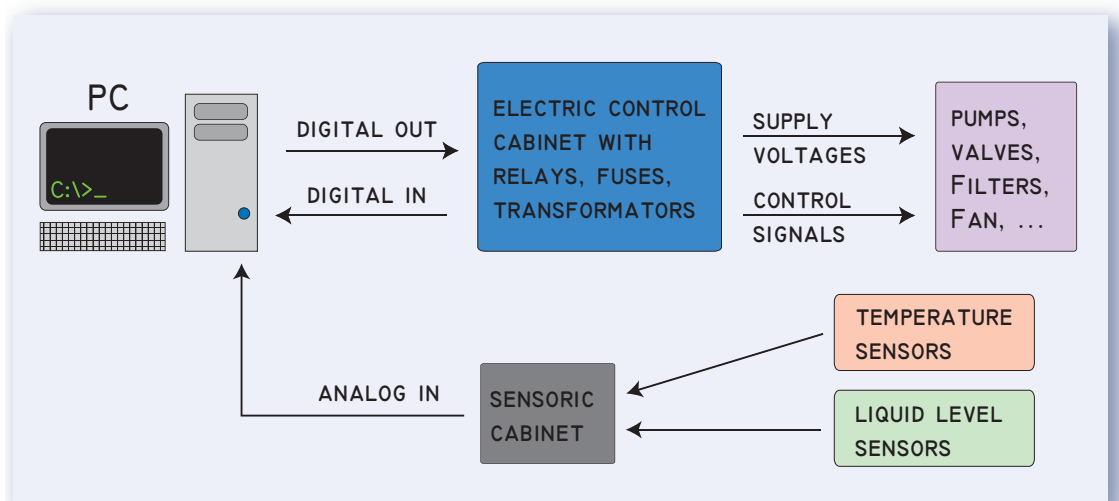 PC
C:\>_
DIGITAL OUT
DIGITAL IN
ELECTRIC CONTROL
CABINET WITH
RELAYS, FUSES,
TRANSFORMATORS
SUPPLY
VOLTAGES
CONTROL
SIGNALS
PUMPS,
VALVES,
FILTERS,
FAN, ...
ANALOG IN
SENSORIC
CABINET
TEMPERATURE
SENSORS
LIQUID LEVEL
SENSORS